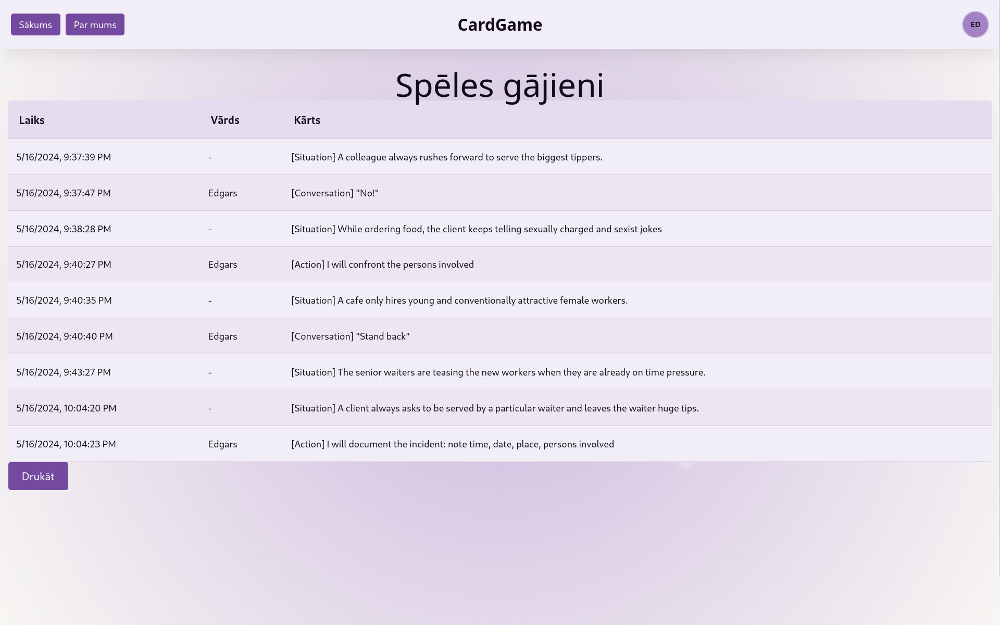 Sākums Par mums CardGame ED
Spēles gājieni
Laiks Vārds Kārts
5/16/2024, 9:37:39 PM - [Situation] A colleague always rushes forward to serve the biggest tippers.
5/16/2024, 9:37:47 PM Edgars [Conversation] "No!"
5/16/2024, 9:38:28 PM - [Situation] While ordering food, the client keeps telling sexually charged and sexist jokes
5/16/2024, 9:40:27 PM Edgars [Action] I will confront the persons involved
5/16/2024, 9:40:35 PM - [Situation] A cafe only hires young and conventionally attractive female workers.
5/16/2024, 9:40:40 PM Edgars [Conversation] "Stand back"
5/16/2024, 9:43:27 PM - [Situation] The senior waiters are teasing the new workers when they are already on time pressure.
5/16/2024, 10:04:20 PM - [Situation] A client always asks to be served by a particular waiter and leaves the waiter huge tips.
5/16/2024, 10:04:23 PM Edgars [Action] I will document the incident: note time, date, place, persons involved
Drukāt